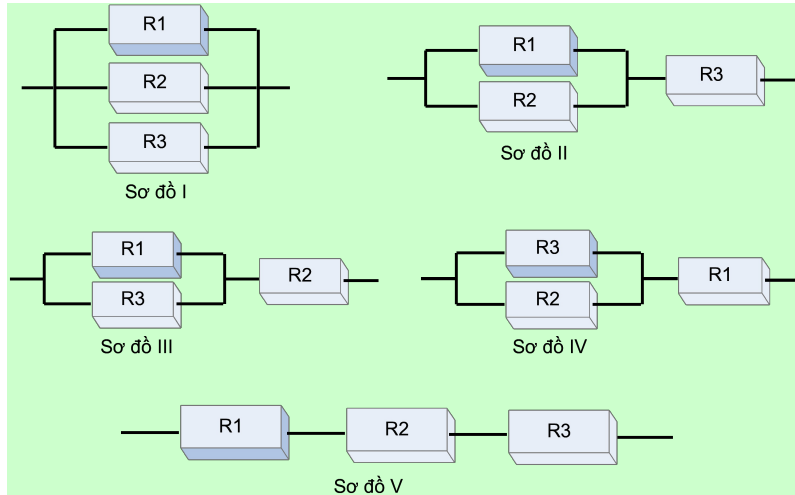 R1
R2
R3
Sơ đồ I
R1
R2
R3
Sơ đồ II
R1
R3
R2
Sơ đồ III
R3
R2
R1
Sơ đồ IV
R1
R2
R3
Sơ đồ V